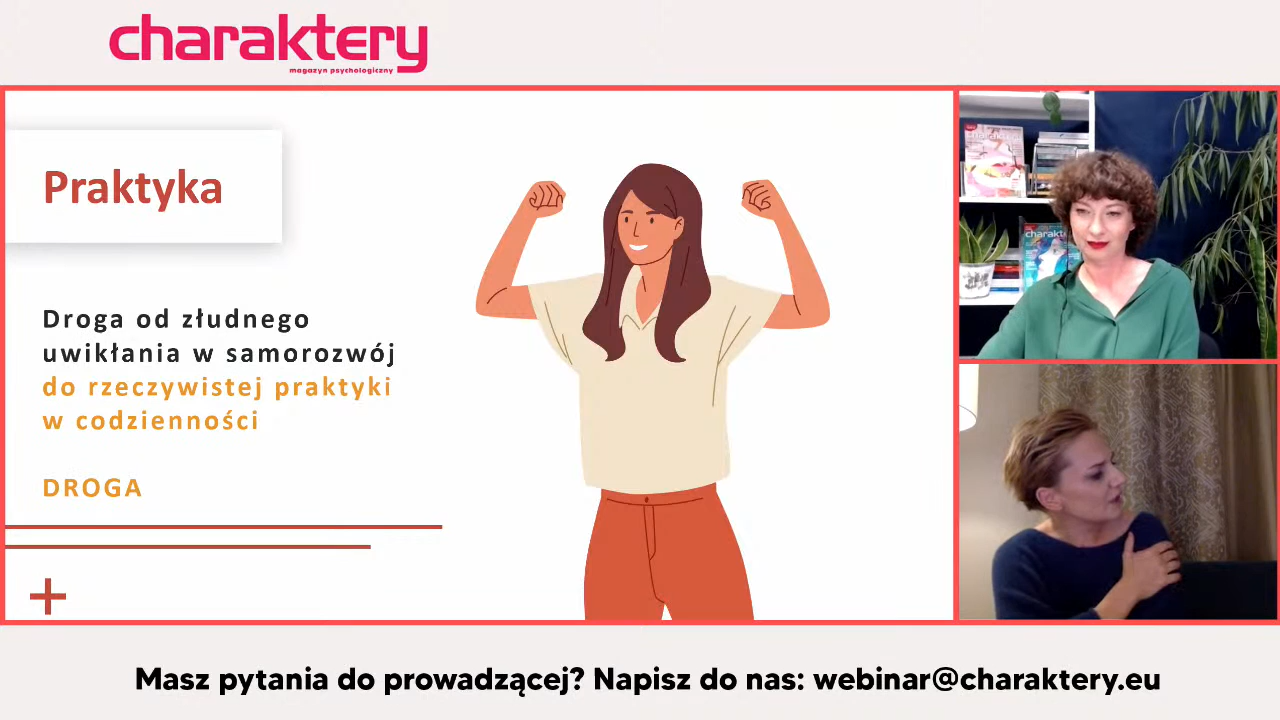 charaktery
magazyn psychologiczny
Praktyka
Droga od złudnego
uwikłania w samorozwój
do rzeczywistej praktyki
w codzienności
DROGA
Masz pytania do prowadzącej? Napisz do nas: webinar@charaktery.eu